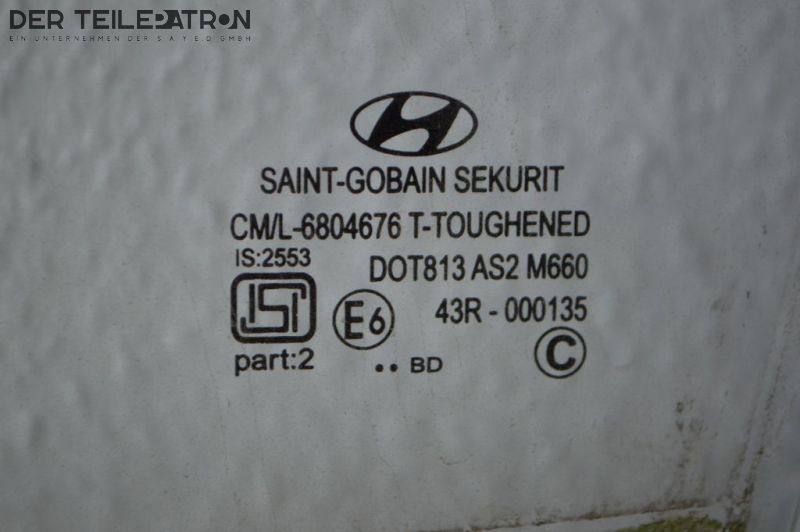 DER TEILEPATRON
EIN UNTERNEHMEN DER S A Y E D GMBH
SAINT-GOBAIN SEKURIT
CM/L-6804676 T-TOUGHENED
IS:2553
DOT813 AS2 M660
ISI
E6
43R - 000135
part:2
.. BD
C